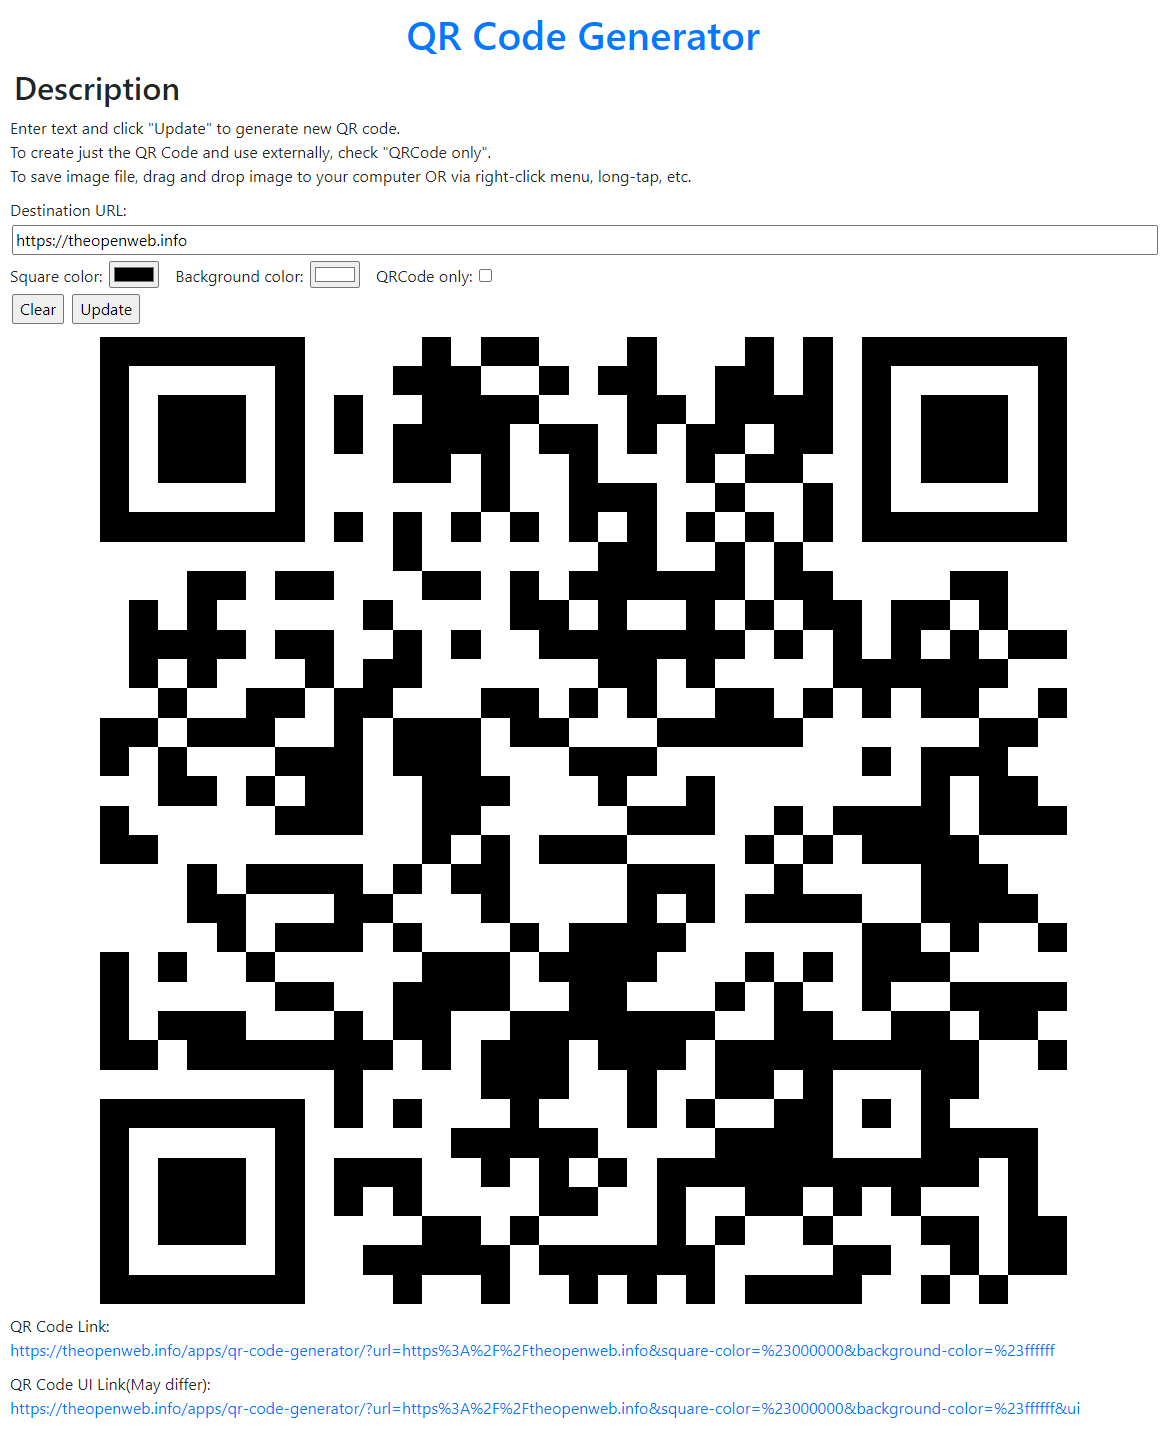 QR Code Generator
Description
Enter text and click "Update" to generate new QR code.
To create just the QR Code and use externally, check "QRCode only".
To save image file, drag and drop image to your computer OR via right-click menu, long-tap, etc.
Destination URL:
https://theopenweb.info
Square color: Background color: QRCode only:
Clear Update
QR Code Link:
https://theopenweb.info/apps/qr-code-generator/?url=https%3A%2F%2Ftheopenweb.info&square-color=%23000000&background-color=%23ffffff
QR Code UI Link(May differ):
https://theopenweb.info/apps/qr-code-generator/?url=https%3A%2F%2Ftheopenweb.info&square-color=%23000000&background-color=%23ffffff&ui